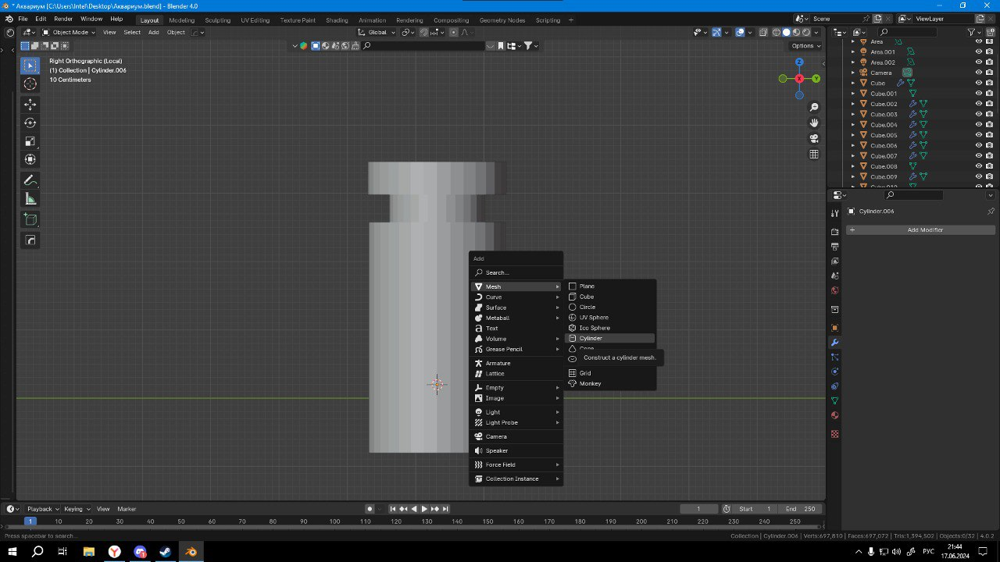 * Аквариум [C:\Users\Intel\Desktop\Аквариум.blend] - Blender 4.0
File Edit Render Window Help Layout Modeling Sculpting UV Editing Texture Paint Shading Animation Rendering Compositing Geometry Nodes Scripting + Scene ViewLayer
Object Mode View Select Add Object Global
Options
Right Orthographic (Local)
(1) Collection | Cylinder.006
10 Centimeters
Z
X
Y
Area
Area.001
Area.002
Camera
Cube
Cube.001
Cube.002
Cube.003
Cube.004
Cube.005
Cube.006
Cube.007
Cube.008
Cube.009
Cylinder.006
+ Add Modifier
Add
Search...
Mesh
Curve
Surface
Metaball
Text
Volume
Grease Pencil
Armature
Lattice
Empty
Image
Light
Light Probe
Camera
Speaker
Force Field
Collection Instance
Plane
Cube
Circle
UV Sphere
Ico Sphere
Cylinder
Construct a cylinder mesh.
Grid
Monkey
Playback Keying View Marker 1 Start 1 End 250
1 10 20 30 40 50 60 70 80 90 100 110 120 130 140 150 160 170 180 190 200 210 220 230 240 250
Press spacebar to search... Collection | Cylinder.006 | Verts:697,810 | Faces:697,072 | Tris:1,394,502 | Objects:0/32 | 4.0.2
РУС
21:44
17.06.2024